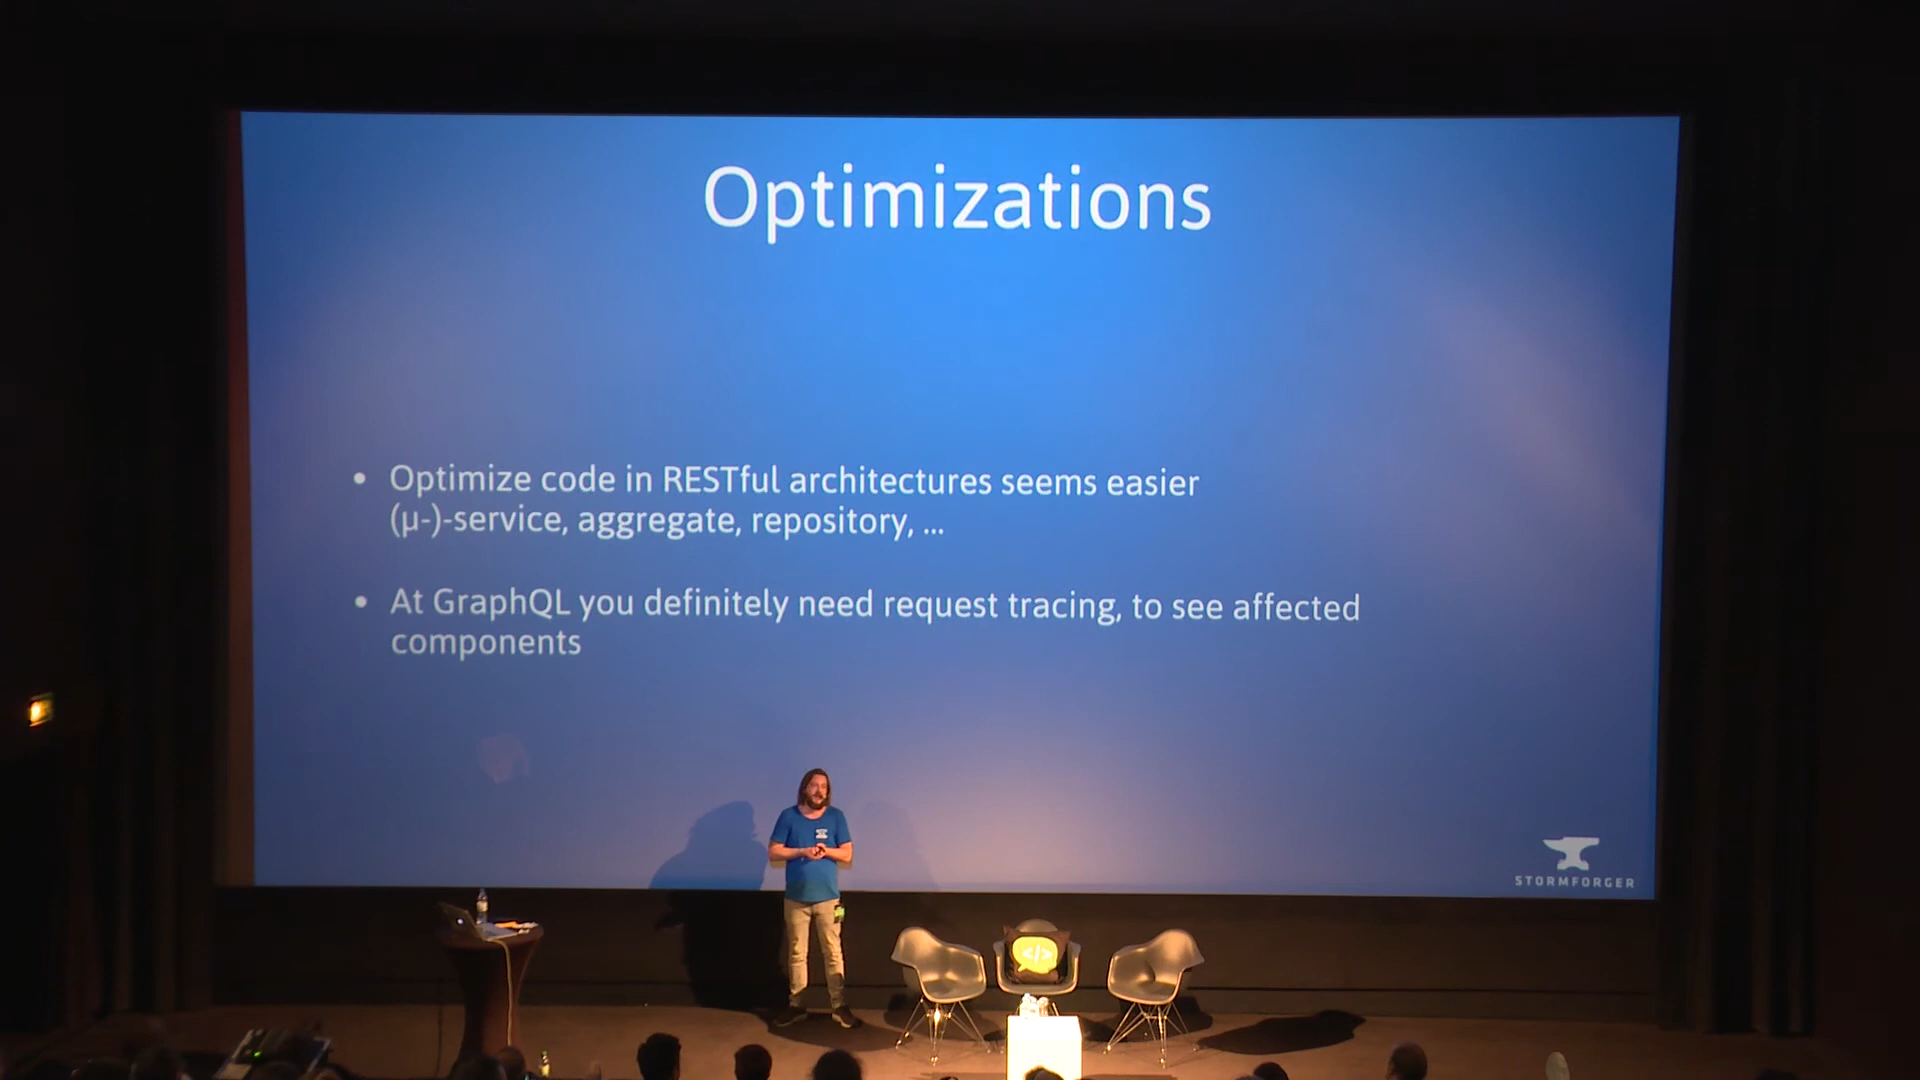 Optimizations
• Optimize code in RESTful architectures seems easier
(µ-)-service, aggregate, repository, ...
• At GraphQL you definitely need request tracing, to see affected
components
STORMFORGER
</>